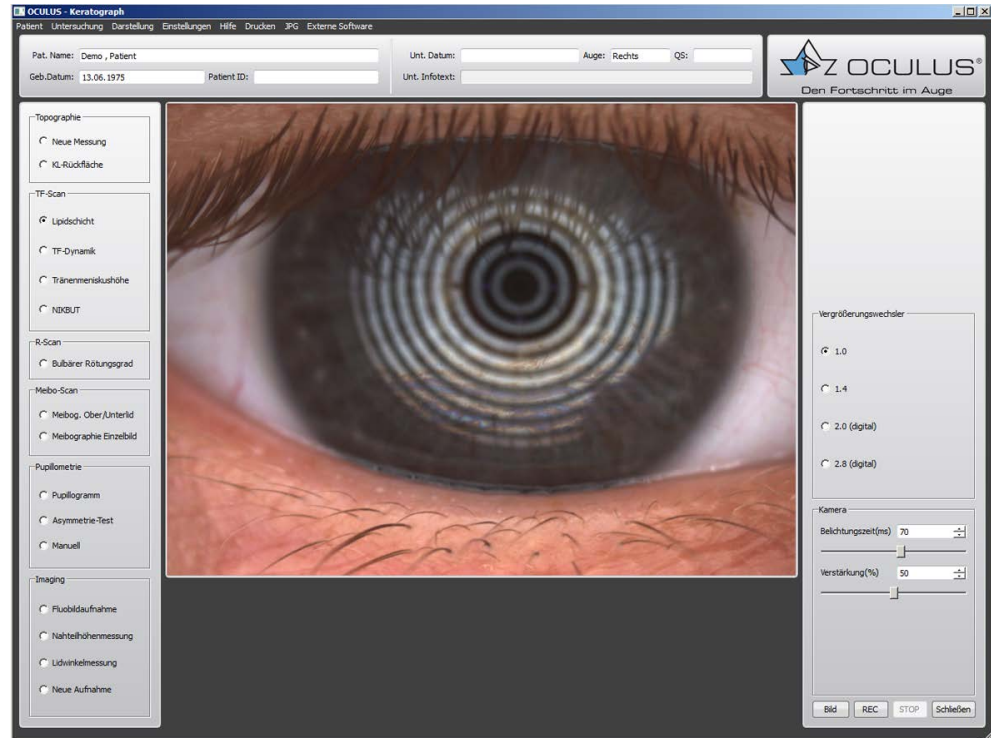 OCULUS - Keratograph
Patient Untersuchung Darstellung Einstellungen Hilfe Drucken JPG Externe Software
Pat. Name: Demo , Patient
Unt. Datum: Auge: Rechts QS:
Geb.Datum: 13.06.1975 Patient ID:
Unt. Infotext:
OCULUS®
Den Fortschritt im Auge
Topographie
Neue Messung
KL-Rückfläche
TF-Scan
Lipidschicht
TF-Dynamik
Tränenmeniskushöhe
NIKBUT
R-Scan
Bulbärer Rötungsgrad
Meibo-Scan
Meibog. Ober/Unterlid
Meibographie Einzelbild
Pupillometrie
Pupillogramm
Asymmetrie-Test
Manuell
Imaging
Fluobildaufnahme
Nahteilhöhenmessung
Lidwinkelmessung
Neue Aufnahme
Vergrößerungswechsler
1.0
1.4
2.0 (digital)
2.8 (digital)
Kamera
Belichtungszeit(ms) 70
Verstärkung(%) 50
Bild REC STOP Schließen